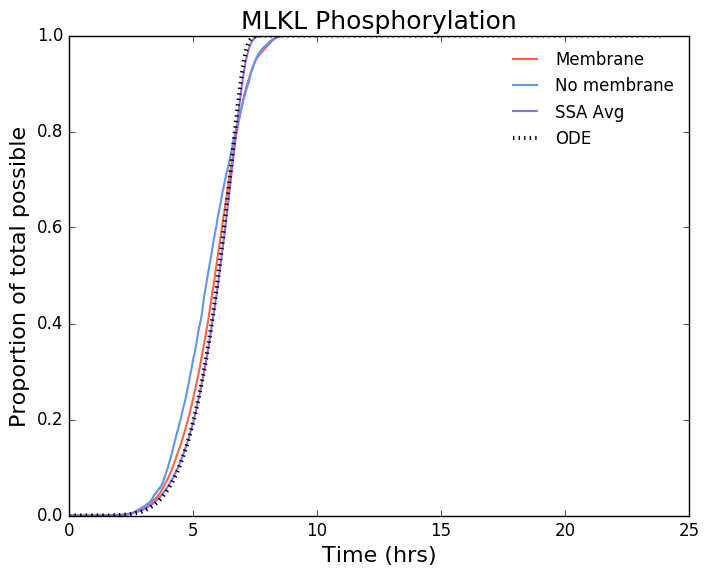 MLKL Phosphorylation
Proportion of total possible
1.0
0.8
0.6
0.4
0.2
0.0
Membrane
No membrane
SSA Avg
ODE
0 5 10 15 20 25
Time (hrs)